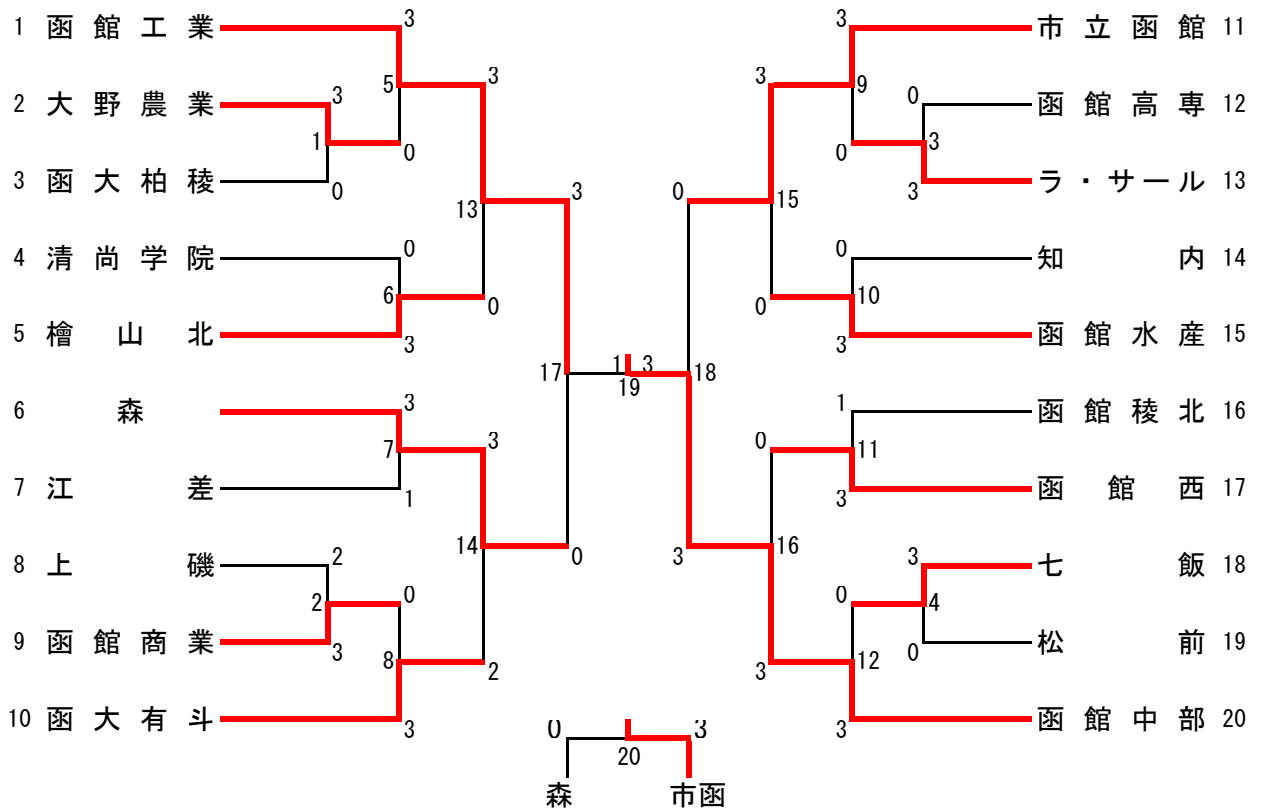 3 3
1 函館工業 市立函館 11
3 3
5 9
2 大野農業 3 0 函館高専 12
1 3
0 0
3 函大柏稜 0 3 ラ・サール 13
3 0
13 15
4 清尚学院 0 0 知内 14
6 10
0 0
5 檜山北 3 3 函館水産 15
1 3
17 19 18
6 森 3 1 函館稜北 16
3 0
7 11
7 江差 1 3 函館西 17
14 16
0 3
8 上磯 2 3 七飯 18
0 0
2 4
9 函館商業 3 0 松前 19
8 12
2 3
10 函大有斗 3 3 函館中部 20
0 3
20
森 市函